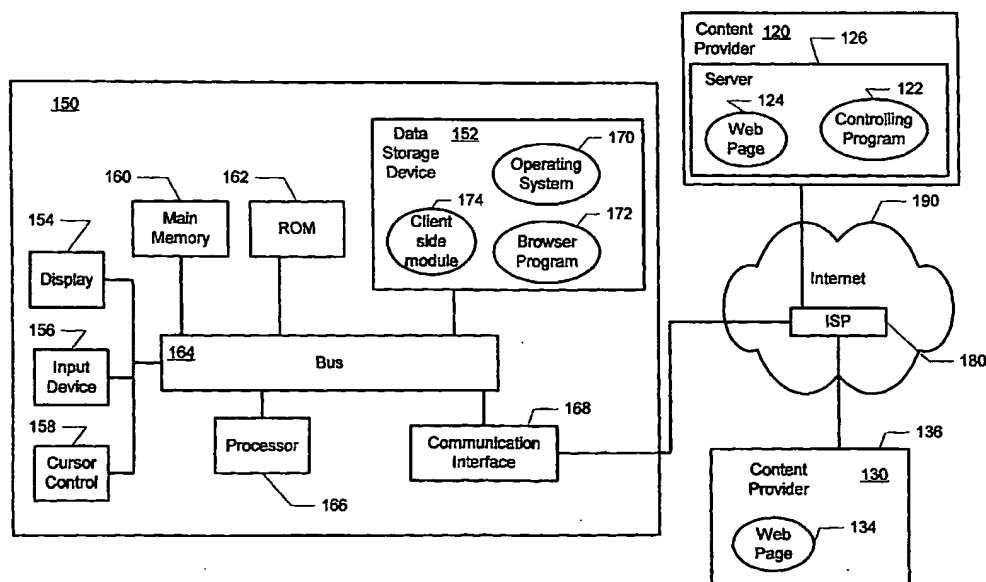 Content 120
Provider
126
Server
124
122
Web
Page
Controlling
Program
150
Data 152
Storage
Device
170
Operating
System
160
162
174
172
Main
Memory
ROM
Client
side
module
Browser
Program
154
Display
190
Internet
156
ISP
164
Bus
180
Input
Device
158
168
136
Cursor
Control
Processor
Communication
Interface
Content
Provider 130
166
Web
Page
134